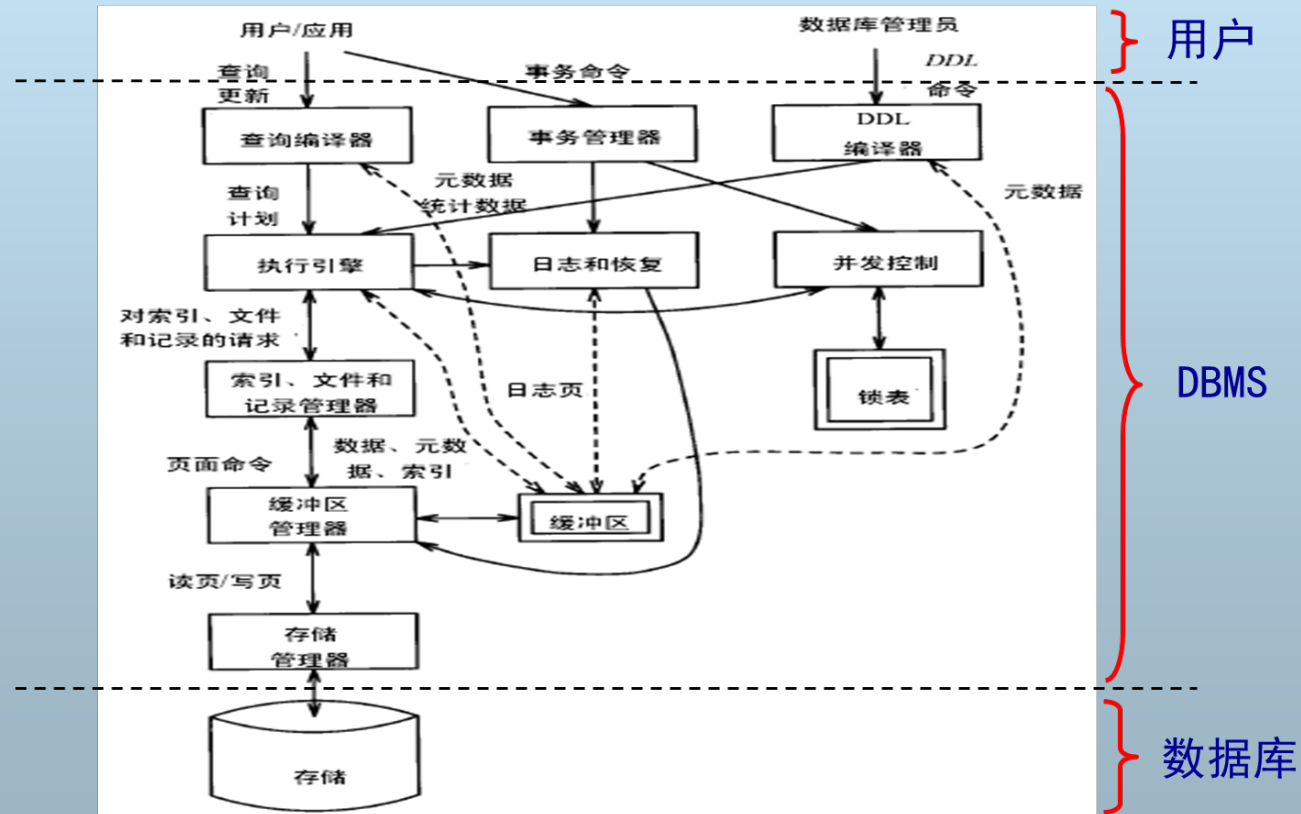 用户/应用
数据库管理员
用户
查询
更新
事务命令
DDL
命令
查询编译器
事务管理器
DDL
编译器
查询
计划
元数据
统计数据
元数据
执行引擎
日志和恢复
并发控制
对索引、文件
和记录的请求
索引、文件和
记录管理器
日志页
锁表
DBMS
页面命令
数据、元数
据、索引
缓冲区
管理器
缓冲区
读页/写页
存储
管理器
存储
数据库